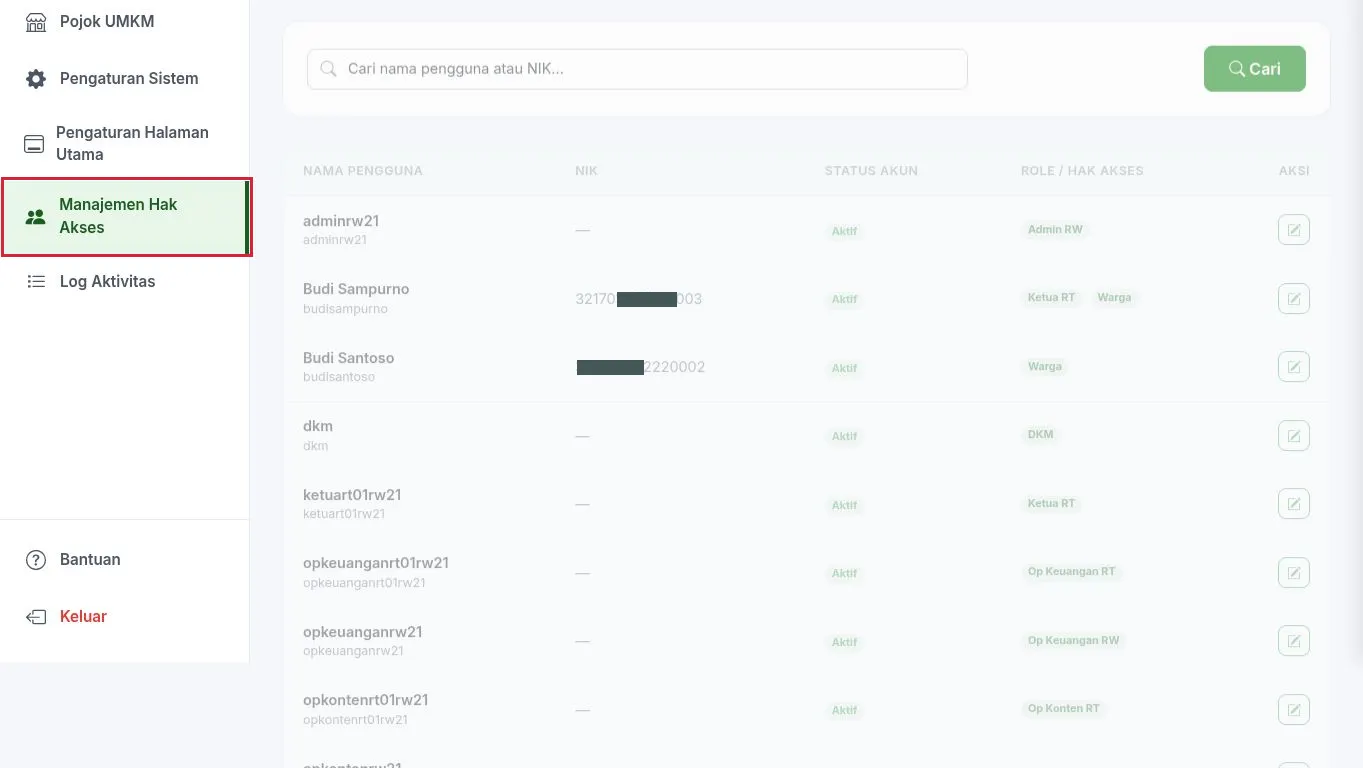 Pojok UMKM
Pengaturan Sistem
Pengaturan Halaman
Utama
Manajemen Hak
Akses
Log Aktivitas
Bantuan
Keluar
Cari nama pengguna atau NIK...
Cari
NAMA PENGGUNA NIK STATUS AKUN ROLE / HAK AKSES AKSI
adminrw21
adminrw21
— Aktif Admin RW
Budi Sampurno
budisampurno
32170 003 Aktif Ketua RT Warga
Budi Santoso
budisantoso
2220002 Aktif Warga
dkm
dkm
— Aktif DKM
ketuart01rw21
ketuart01rw21
— Aktif Ketua RT
opkeuanganrt01rw21
opkeuanganrt01rw21
— Aktif Op Keuangan RT
opkeuanganrw21
opkeuanganrw21
— Aktif Op Keuangan RW
opkontenrt01rw21
opkontenrt01rw21
— Aktif Op Konten RT